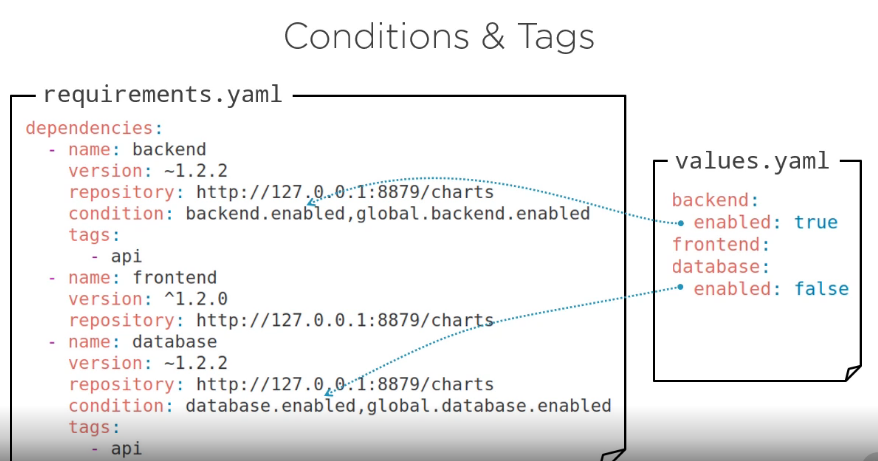 Conditions & Tags
requirements.yaml
dependencies:
- name: backend
version: ~1.2.2
repository: http://127.0.0.1:8879/charts
condition: backend.enabled,global.backend.enabled
tags:
- api
- name: frontend
version: ^1.2.0
repository: http://127.0.0.1:8879/charts
- name: database
version: ~1.2.2
repository: http://127.0.0.1:8879/charts
condition: database.enabled,global.database.enabled
tags:
- api
values.yaml
backend:
enabled: true
frontend:
database:
enabled: false